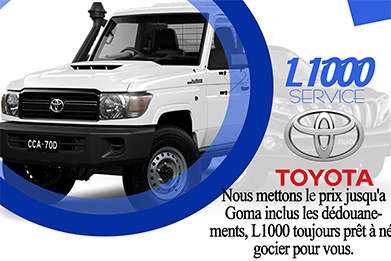 L1000
SERVICE
CCA-70D
TOYOTA
Nous mettons le prix jusqu'a
Goma inclus les dédouane-
ments, L1000 toujours prêt à né
gocier pour vous.